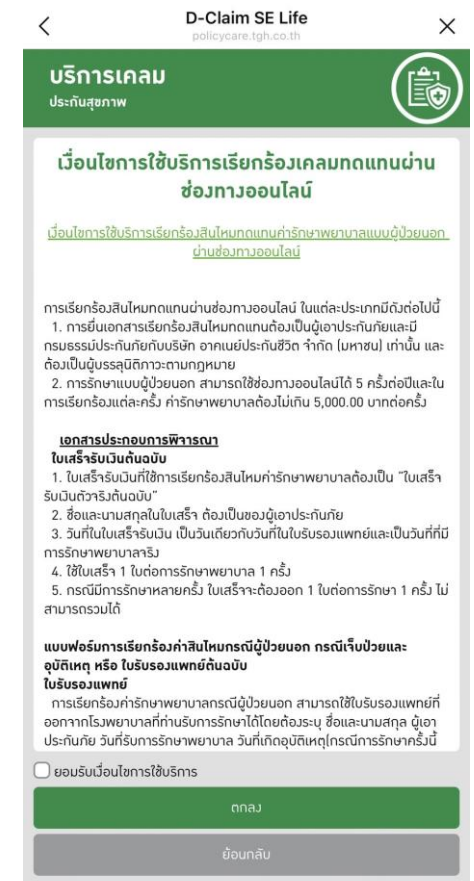 D-Claim SE Life
policycare.tgh.co.th
บริการเคลม
ประกันสุขภาพ
เงื่อนไขการใช้บริการเรียกร้องเคลมทดแทนผ่าน
ช่องทางออนไลน์
เงื่อนไขการใช้บริการเรียกร้องสินไหมทดแทนค่ารักษาพยาบาลแบบผู้ป่วยนอก
ผ่านช่องทางออนไลน์
การเรียกร้องสินไหมทดแทนผ่านช่องทางออนไลน์ ในแต่ละประเภทมีดังต่อไปนี้
1. การยื่นเอกสารเรียกร้องสินไหมทดแทนต้องเป็นผู้เอาประกันภัยและมี
กรมธรรม์ประกันภัยกับบริษัท อาคเนย์ประกันชีวิต จำกัด (มหาชน) เท่านั้น และ
ต้องเป็นผู้บรรลุนิติภาวะตามกฎหมาย
2. การรักษาแบบผู้ป่วยนอก สามารถใช้ช่องทางออนไลน์ได้ 5 ครั้งต่อปีและใน
การเรียกร้องแต่ละครั้ง ค่ารักษาพยาบาลต้องไม่เกิน 5,000.00 บาทต่อครั้ง
เอกสารประกอบการพิจารณา
ใบเสร็จรับเงินต้นฉบับ
1. ใบเสร็จรับเงินที่ใช้การเรียกร้องสินไหมค่ารักษาพยาบาลต้องเป็น "ใบเสร็จ
รับเงินตัวจริงต้นฉบับ"
2. ชื่อและนามสกุลในใบเสร็จ ต้องเป็นของผู้เอาประกันภัย
3. วันที่ในใบเสร็จรับเงิน เป็นวันเดียวกับวันที่ในใบรับรองแพทย์และเป็นวันที่ที่มี
การรักษาพยาบาลจริง
4. ใช้ใบเสร็จ 1 ใบต่อการรักษาพยาบาล 1 ครั้ง
5. กรณีมีการรักษาหลายครั้ง ใบเสร็จจะต้องออก 1 ใบต่อการรักษา 1 ครั้ง ไม่
สามารถรวมได้
แบบฟอร์มการเรียกร้องค่าสินไหมกรณีผู้ป่วยนอก กรณีเจ็บป่วยและ
อุบัติเหตุ หรือ ใบรับรองแพทย์ต้นฉบับ
ใบรับรองแพทย์
การเรียกร้องค่ารักษาพยาบาลกรณีผู้ป่วยนอก สามารถใช้ใบรับรองแพทย์ที่
ออกจากโรงพยาบาลที่ท่านรับการรักษาได้โดยต้องระบุ ชื่อและนามสกุล ผู้เอา
ประกันภัย วันที่รับการรักษาพยาบาล วันที่เกิดอุบัติเหตุ(กรณีการรักษาครั้งนี้
ยอมรับเงื่อนไขการใช้บริการ
ตกลง
ย้อนกลับ